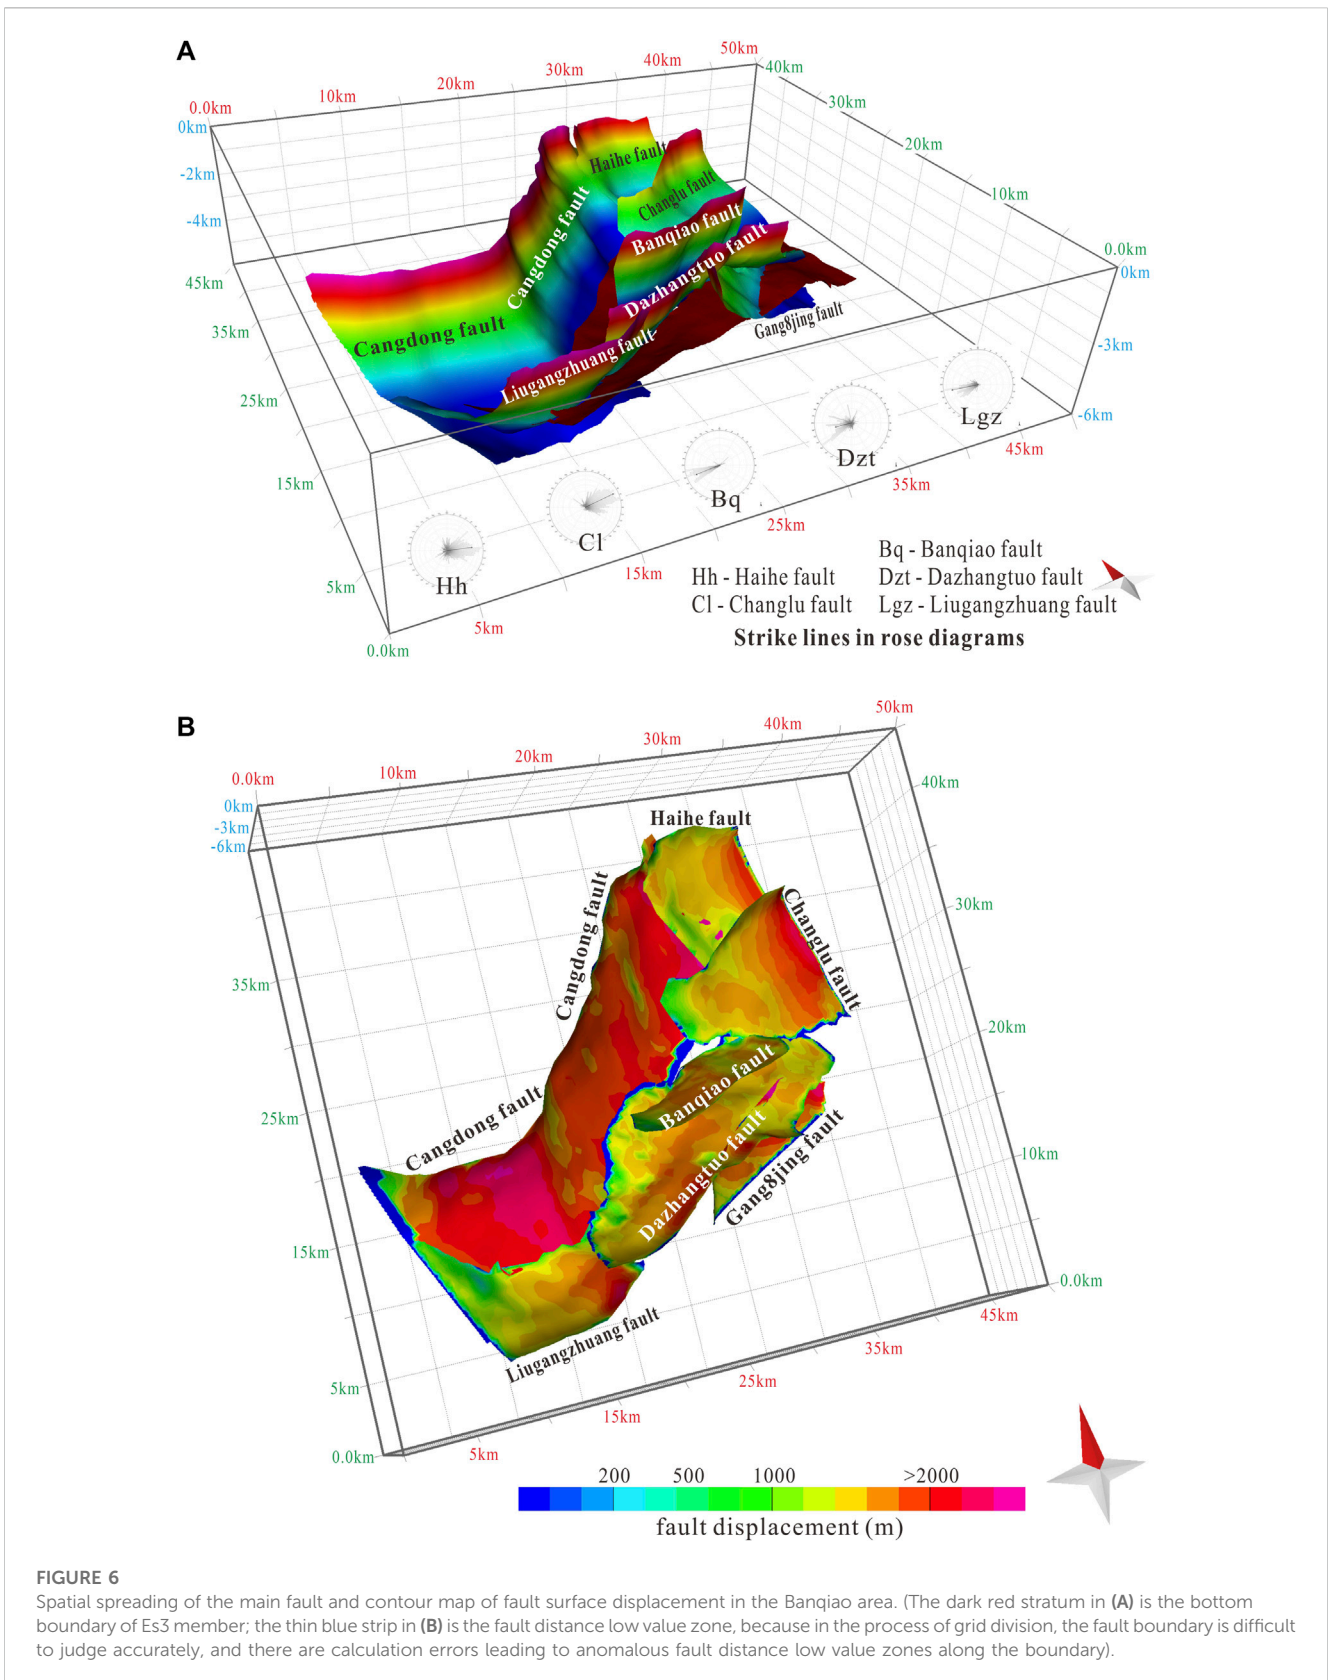 A
0.0km
10km
20km
30km
40km
50km
40km
30km
20km
10km
0.0km
0km
-2km
-4km
45km
35km
25km
15km
5km
0.0km
0km
-3km
-6km
5km
15km
25km
35km
45km
Haihe fault
Changlu fault
Cangdong fault
Banqiao fault
Dazhangtuo fault
Cangdong fault
Liugangzhuang fault
Gang8jing fault
Hh
Cl
Bq
Dzt
Lgz
Bq - Banqiao fault
Hh - Haihe fault Dzt - Dazhangtuo fault
Cl - Changlu fault Lgz - Liugangzhuang fault
Strike lines in rose diagrams
B
0.0km
10km
20km
30km
40km
50km
0km
-3km
-6km
40km
30km
20km
10km
0.0km
35km
25km
15km
5km
0.0km
5km
15km
25km
35km
45km
Haihe fault
Cangdong fault
Changlu fault
Cangdong fault
Banqiao fault
Dazhangtuo fault
Gang8jing fault
Liugangzhuang fault
200 500 1000 >2000
fault displacement (m)
FIGURE 6
Spatial spreading of the main fault and contour map of fault surface displacement in the Banqiao area. (The dark red stratum in (A) is the bottom
boundary of Es3 member; the thin blue strip in (B) is the fault distance low value zone, because in the process of grid division, the fault boundary is difficult
to judge accurately, and there are calculation errors leading to anomalous fault distance low value zones along the boundary).